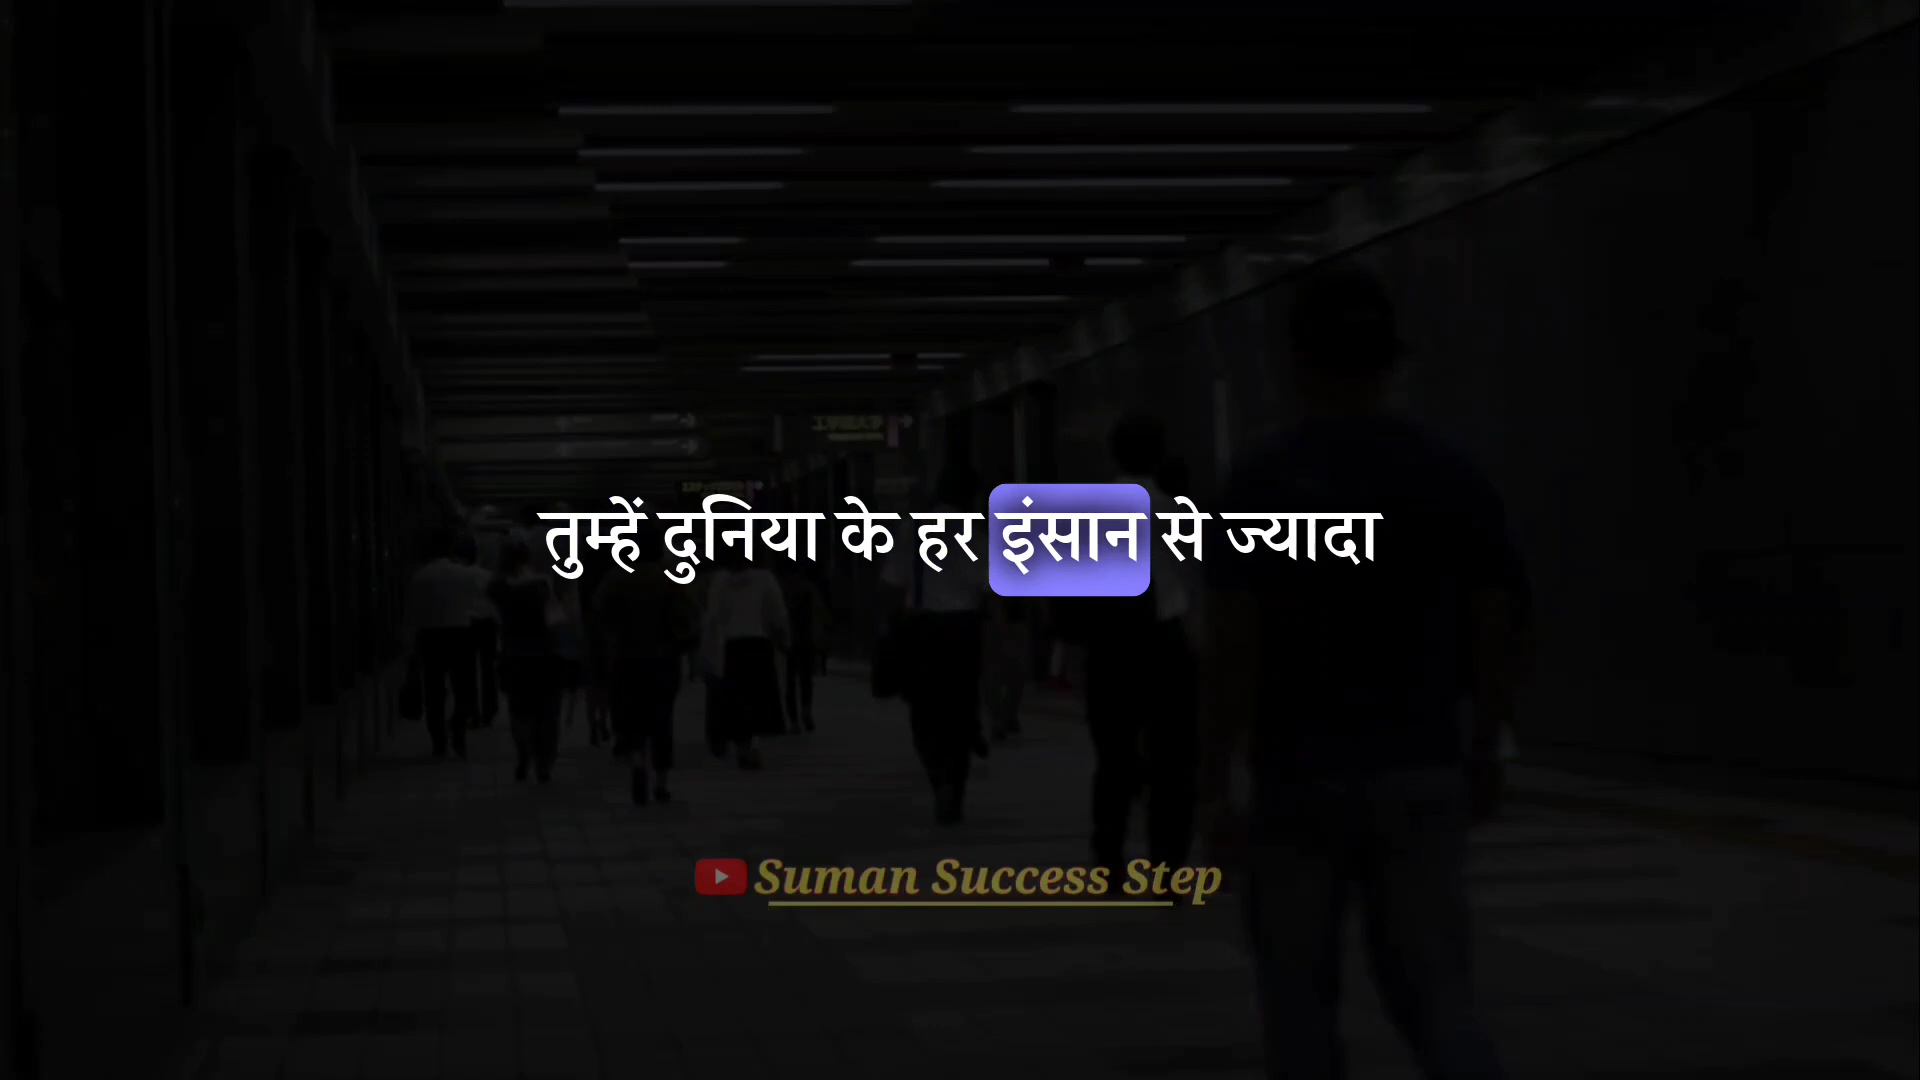 तुम्हें दुनिया के हर इंसान से ज्यादा
Suman Success Step